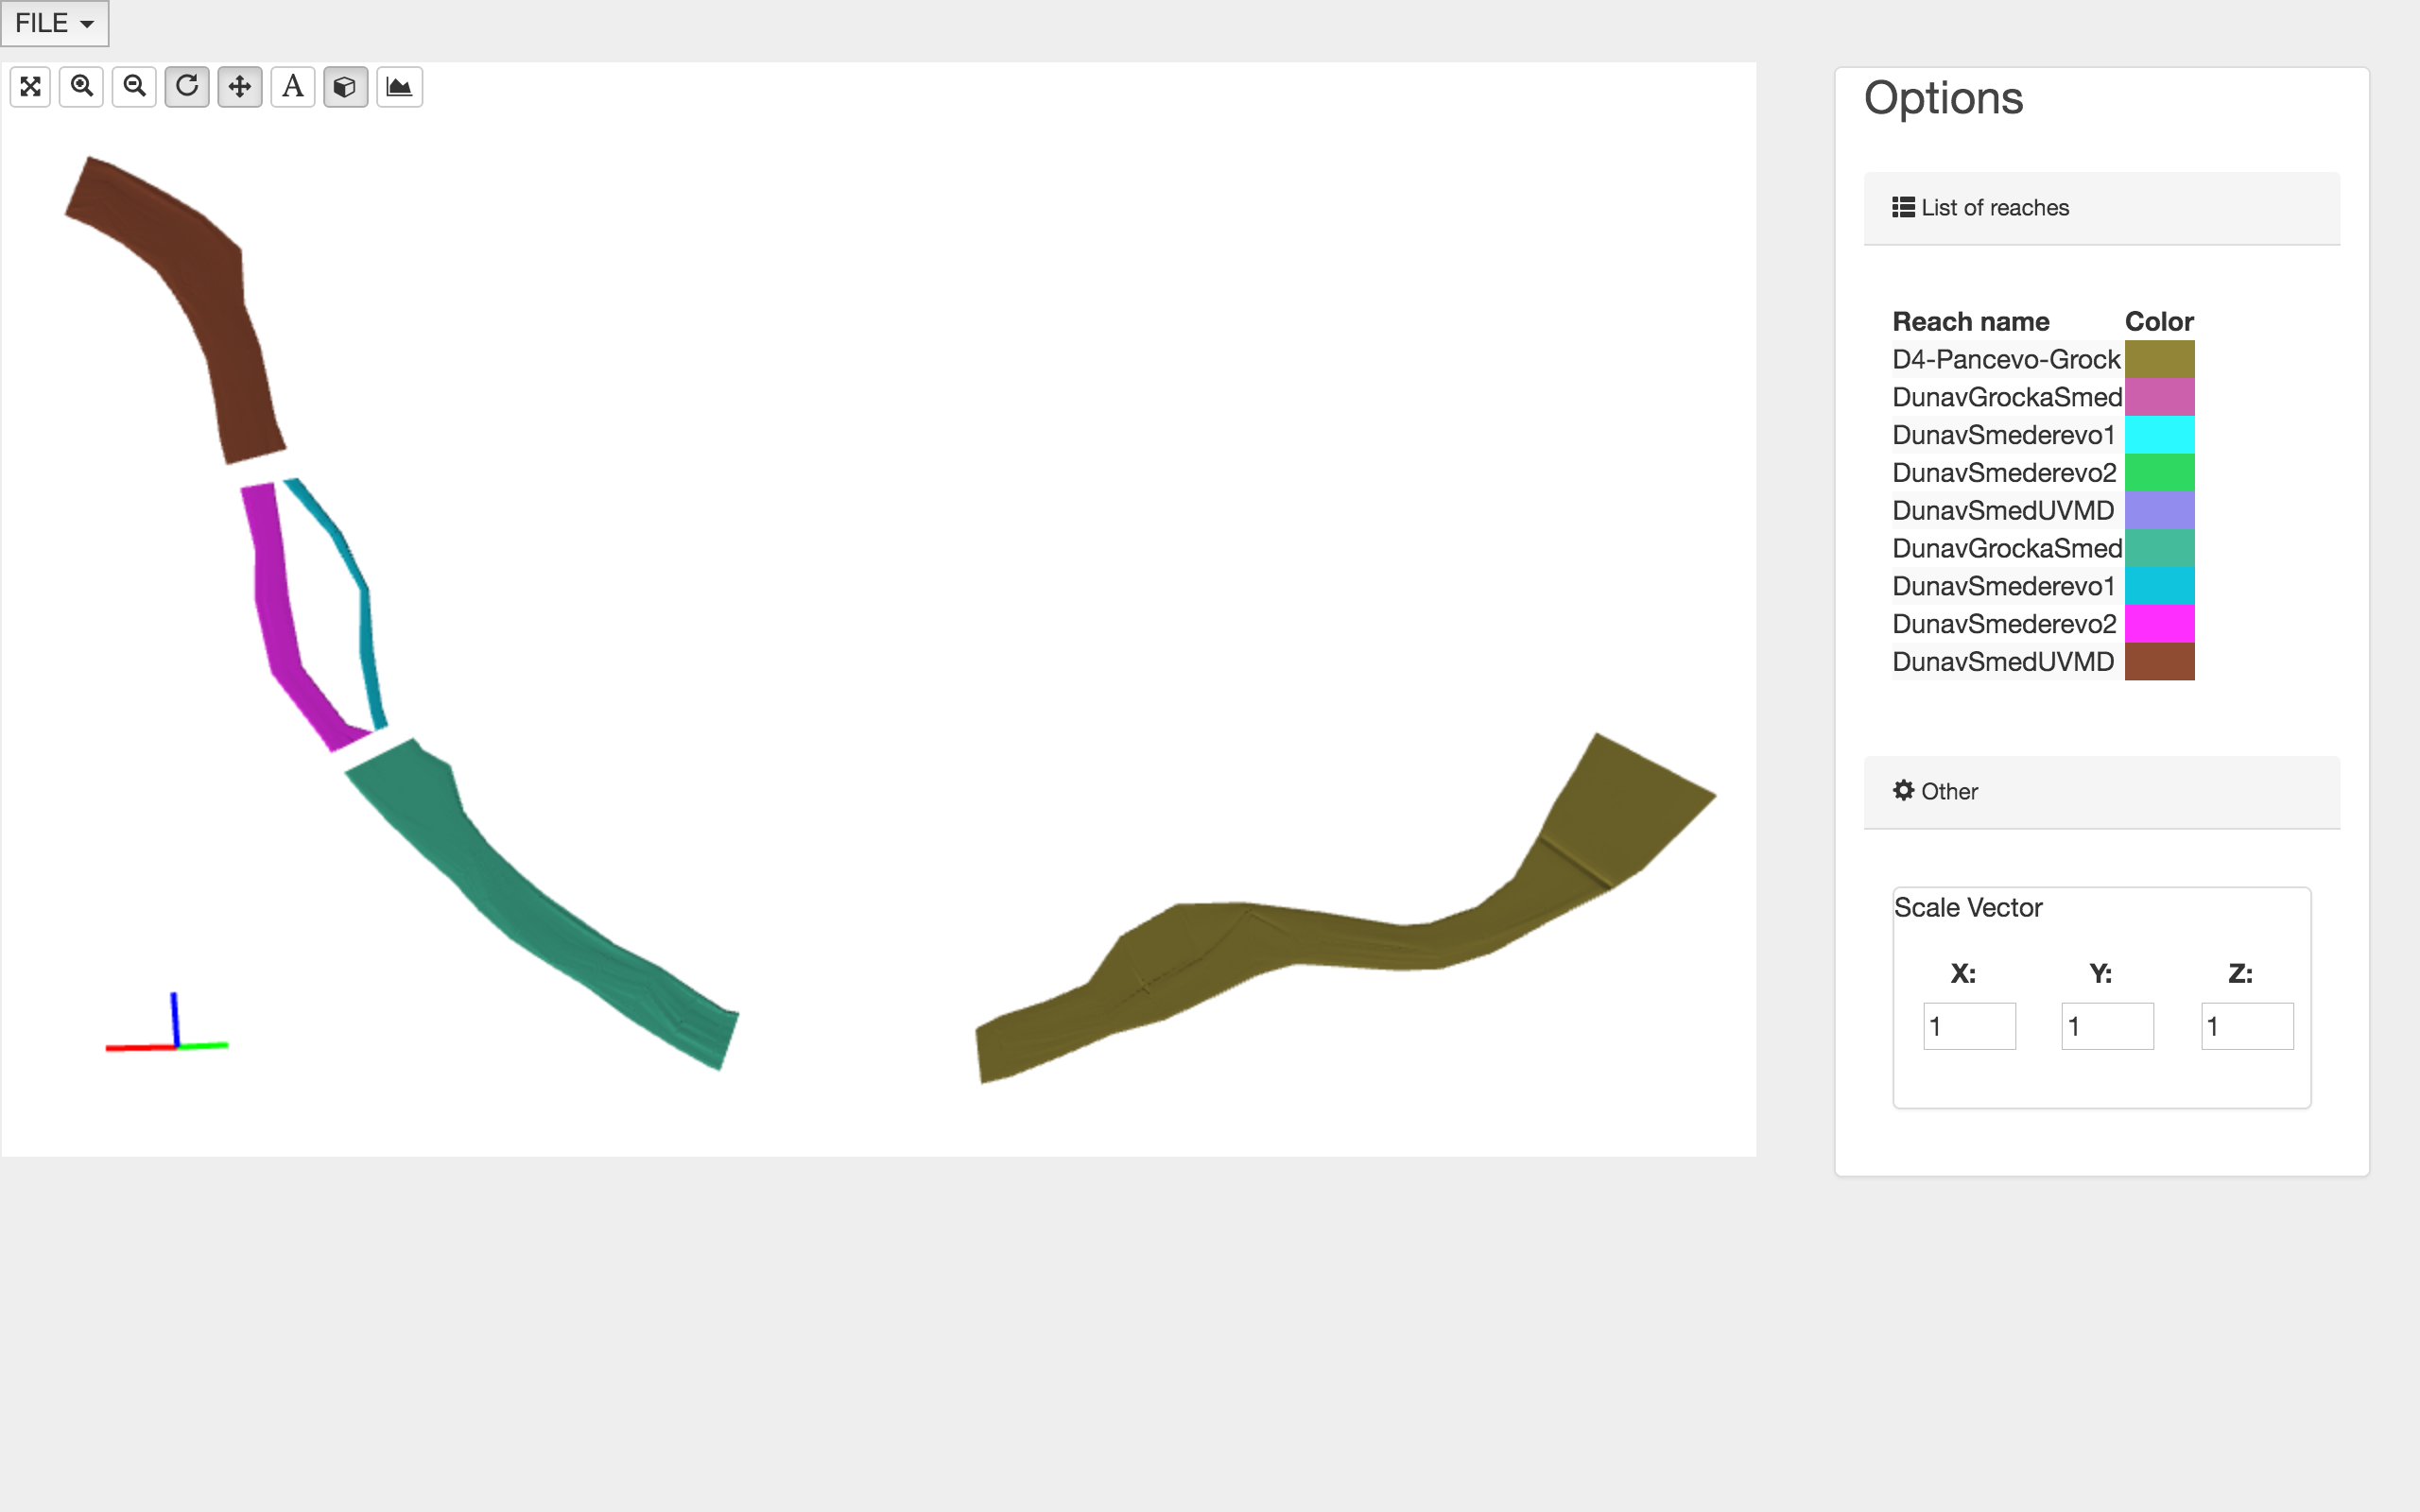 FILE
A
Options
List of reaches
Reach name Color
D4-Pancevo-Grock
DunavGrockaSmed
DunavSmederevo1
DunavSmederevo2
DunavSmedUVMD
DunavGrockaSmed
DunavSmederevo1
DunavSmederevo2
DunavSmedUVMD
Other
Scale Vector
X: Y: Z:
1 1 1